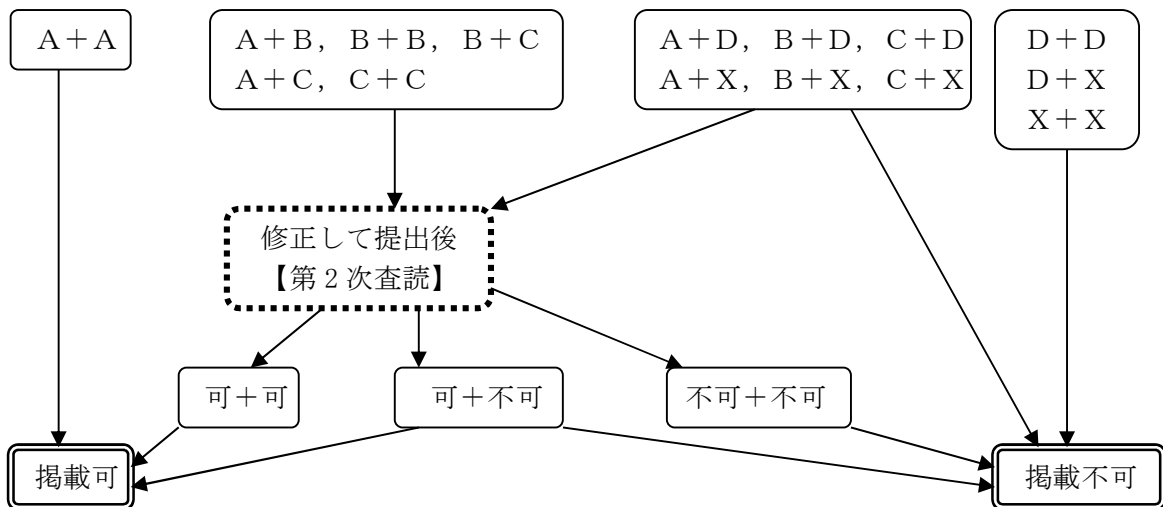 A+A
A+B, B+B, B+C
A+C, C+C
A+D, B+D, C+D
A+X, B+X, C+X
D+D
D+X
X+X
修正して提出後
【第2次査読】
可+可
可+不可
不可+不可
掲載可
掲載不可